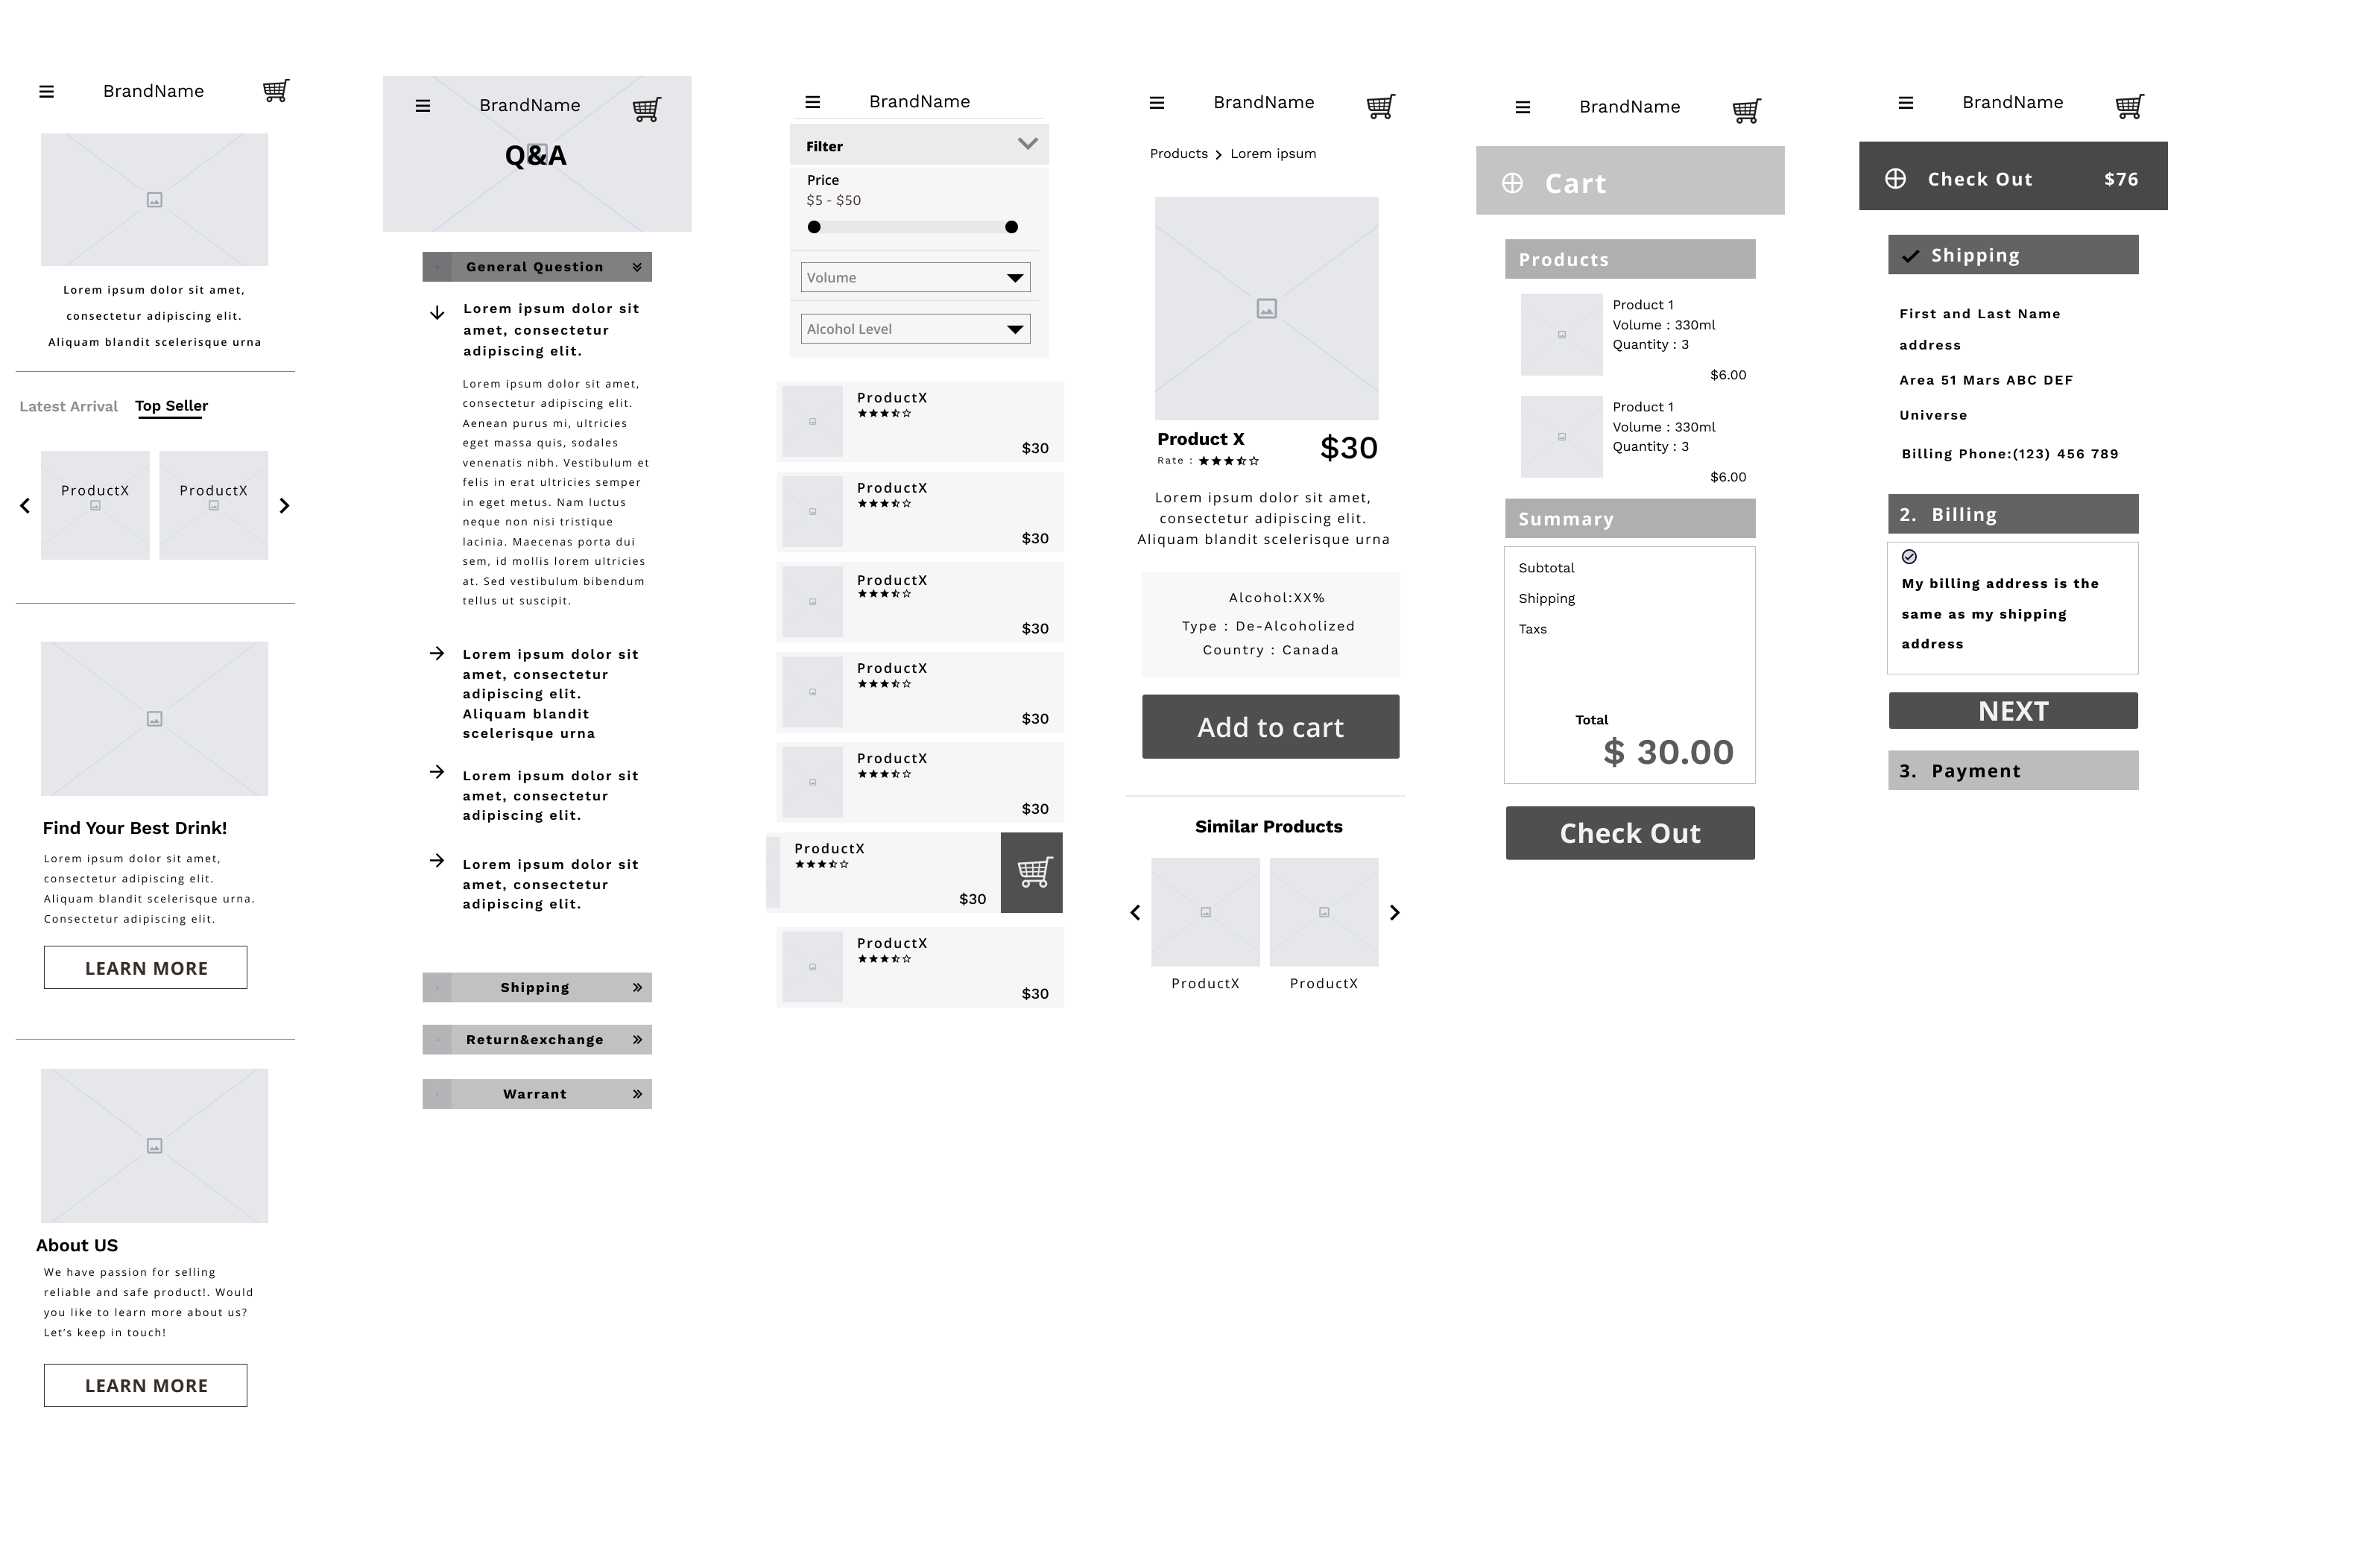 BrandName
Lorem ipsum dolor sit amet,
consectetur adipiscing elit.
Aliquam blandit scelerisque urna
Latest Arrival Top Seller
ProductX ProductX
Find Your Best Drink!
Lorem ipsum dolor sit amet,
consectetur adipiscing elit.
Aliquam blandit scelerisque urna.
Consectetur adipiscing elit.
LEARN MORE
About US
We have passion for selling
reliable and safe product!. Would
you like to learn more about us?
Let’s keep in touch!
LEARN MORE
BrandName
Q&A
General Question
Lorem ipsum dolor sit
amet, consectetur
adipiscing elit.
Lorem ipsum dolor sit amet,
consectetur adipiscing elit.
Aenean purus mi, ultricies
eget massa quis, sodales
venenatis nibh. Vestibulum et
felis in erat ultricies semper
in eget metus. Nam luctus
neque non nisi tristique
lacinia. Maecenas porta dui
sem, id mollis lorem ultricies
at. Sed vestibulum bibendum
tellus ut suscipit.
Lorem ipsum dolor sit
amet, consectetur
adipiscing elit.
Aliquam blandit
scelerisque urna
Lorem ipsum dolor sit
amet, consectetur
adipiscing elit.
Lorem ipsum dolor sit
amet, consectetur
adipiscing elit.
Shipping
Return&exchange
Warrant
BrandName
Filter
Price
$5 - $50
Volume
Alcohol Level
ProductX
$30
ProductX
$30
ProductX
$30
ProductX
$30
ProductX
$30
ProductX
$30
ProductX
$30
BrandName
Products Lorem ipsum
Product X
$30
Rate :
Lorem ipsum dolor sit amet,
consectetur adipiscing elit.
Aliquam blandit scelerisque urna
Alcohol:XX%
Type : De-Alcoholized
Country : Canada
Add to cart
Similar Products
ProductX ProductX
BrandName
Cart
Products
Product 1
Volume : 330ml
Quantity : 3
$6.00
Product 1
Volume : 330ml
Quantity : 3
$6.00
Summary
Subtotal
Shipping
Taxs
Total
$ 30.00
Check Out
BrandName
Check Out $76
Shipping
First and Last Name
address
Area 51 Mars ABC DEF
Universe
Billing Phone:(123) 456 789
2. Billing
My billing address is the
same as my shipping
address
NEXT
3. Payment